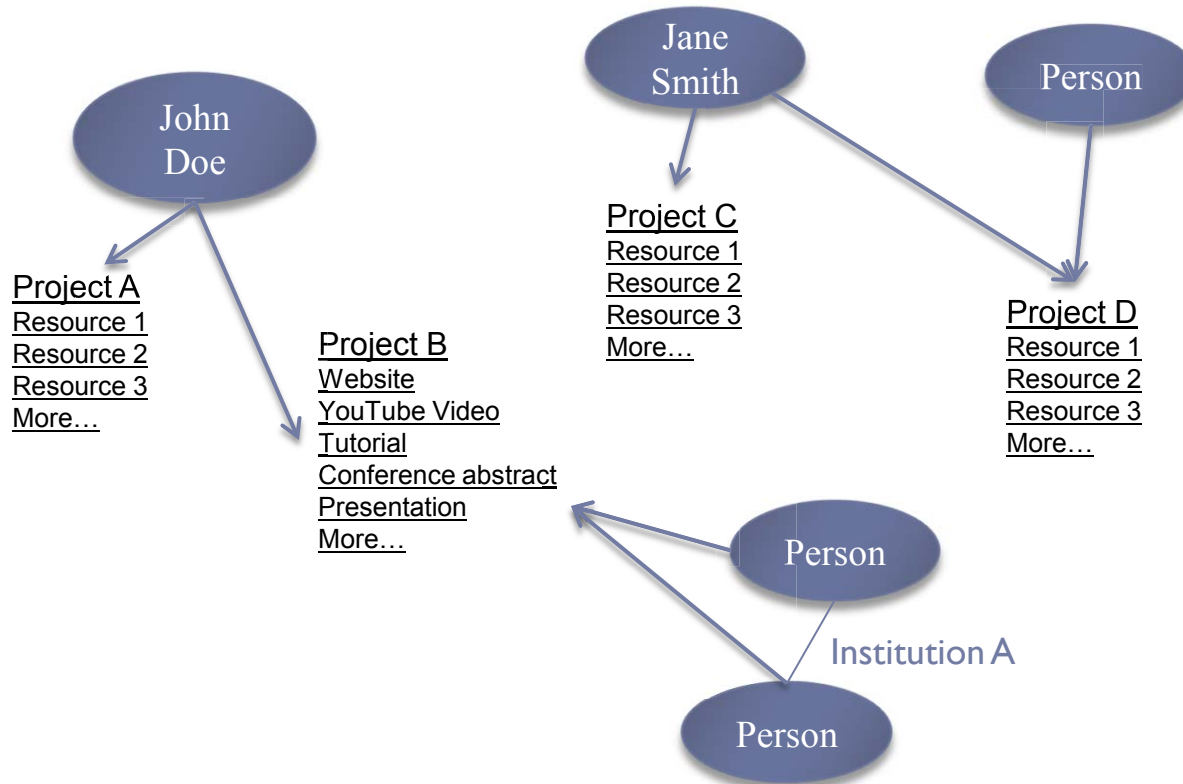 Jane
Smith
Person
John
Doe
Project A
Resource 1
Resource 2
Resource 3
More…
Project B
Website
YouTube Video
Tutorial
Conference abstract
Presentation
More…
Project C
Resource 1
Resource 2
Resource 3
More…
Project D
Resource 1
Resource 2
Resource 3
More…
Person
Institution A
Person